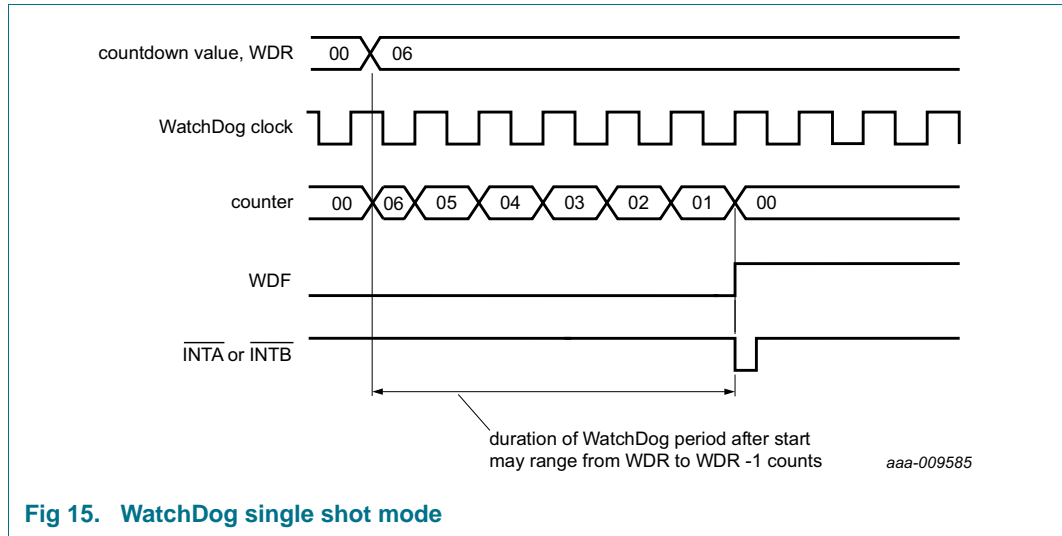 countdown value, WDR 00 06
WatchDog clock
counter 00 06 05 04 03 02 01 00
WDF
INTA or INTB
duration of WatchDog period after start
may range from WDR to WDR -1 counts
aaa-009585
Fig 15. WatchDog single shot mode